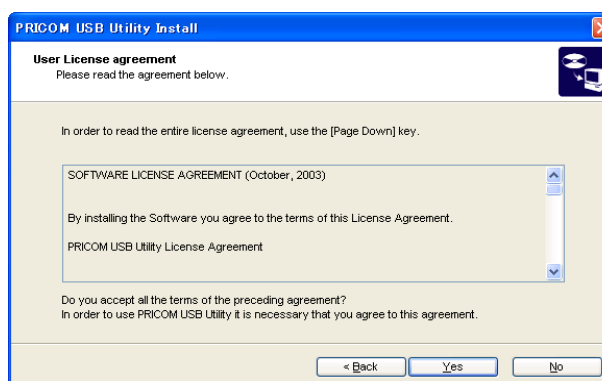 PRICOM USB Utility Install
User License agreement
Please read the agreement below.
In order to read the entire license agreement, use the [Page Down] key.
SOFTWARE LICENSE AGREEMENT (October, 2003)
By installing the Software you agree to the terms of this License Agreement.
PRICOM USB Utility License Agreement
Do you accept all the terms of the preceding agreement?
In order to use PRICOM USB Utility it is necessary that you agree to this agreement.
< Back
Yes
No